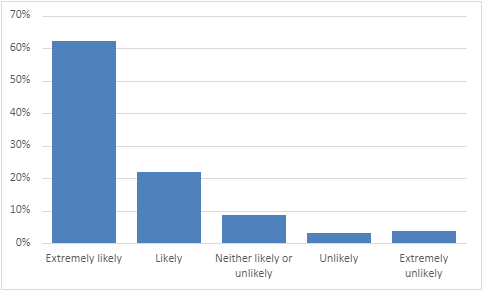 70%
60%
50%
40%
30%
20%
10%
0%
Extremely likely
Likely
Neither likely or
unlikely
Unlikely
Extremely
unlikely